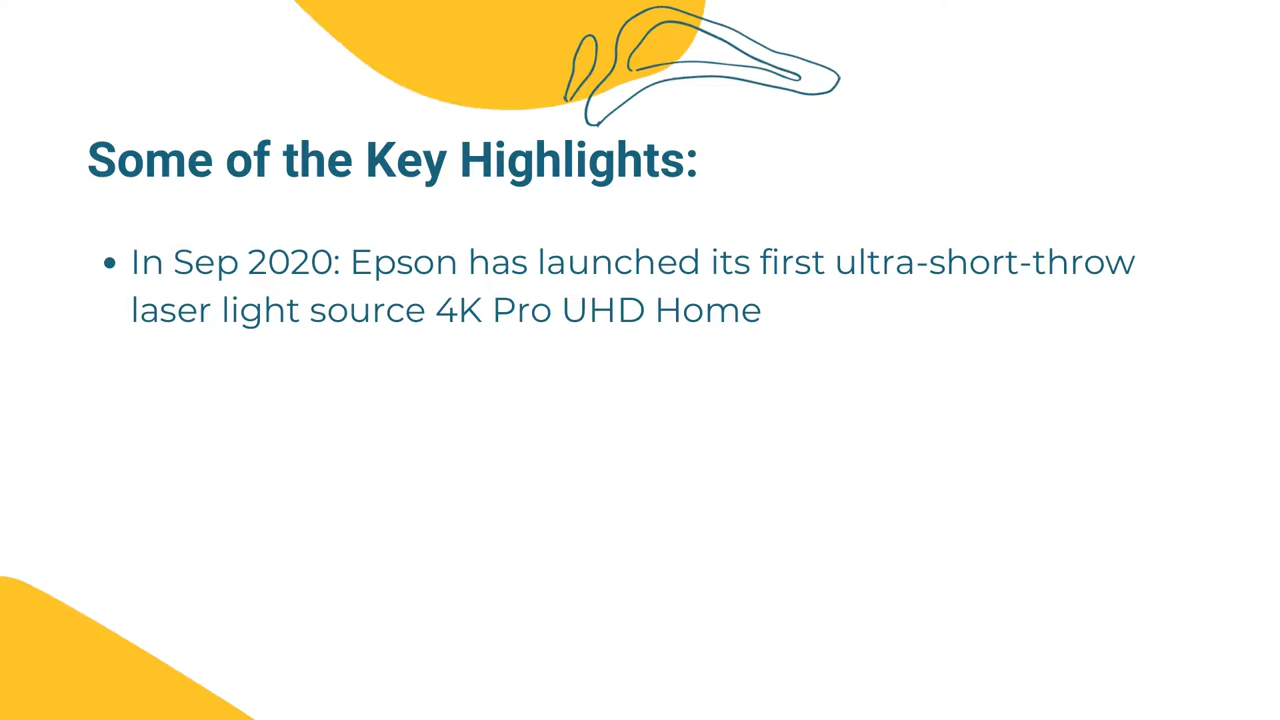 Some of the Key Highlights:
• In Sep 2020: Epson has launched its first ultra-short-throw
laser light source 4K Pro UHD Home